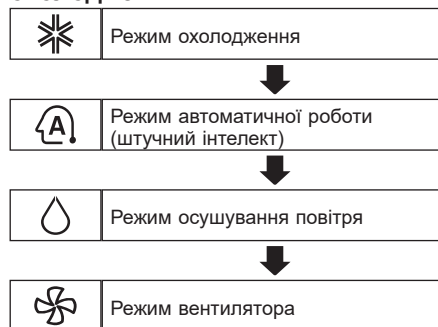 Режим охолодження
A
Режим автоматичної роботи
(штучний інтелект)
Режим осушування повітря
Режим вентилятора